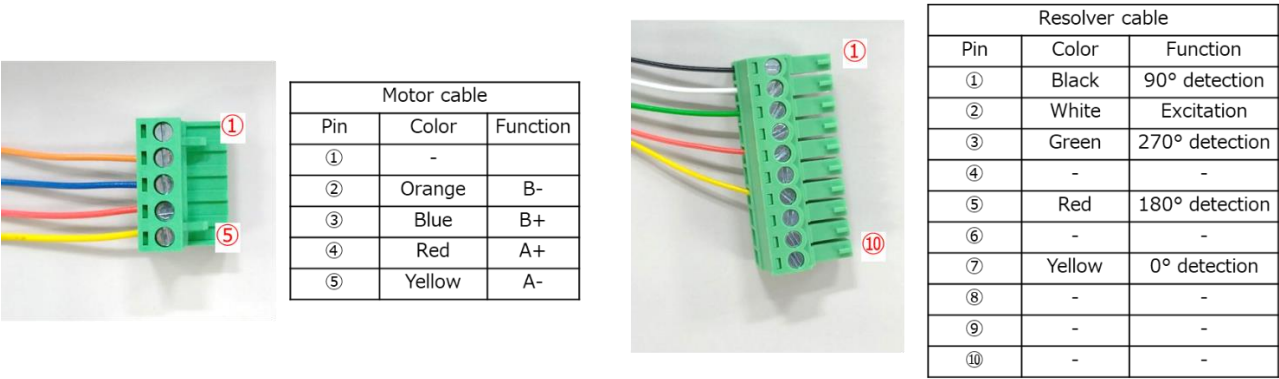 ①
⑤
Motor cable
Pin Color Function
① -
② Orange B-
③ Blue B+
④ Red A+
⑤ Yellow A-
①
⑩
Resolver cable
Pin Color Function
① Black 90° detection
② White Excitation
③ Green 270° detection
④ - -
⑤ Red 180° detection
⑥ - -
⑦ Yellow 0° detection
⑧ - -
⑨ - -
⑩ - -